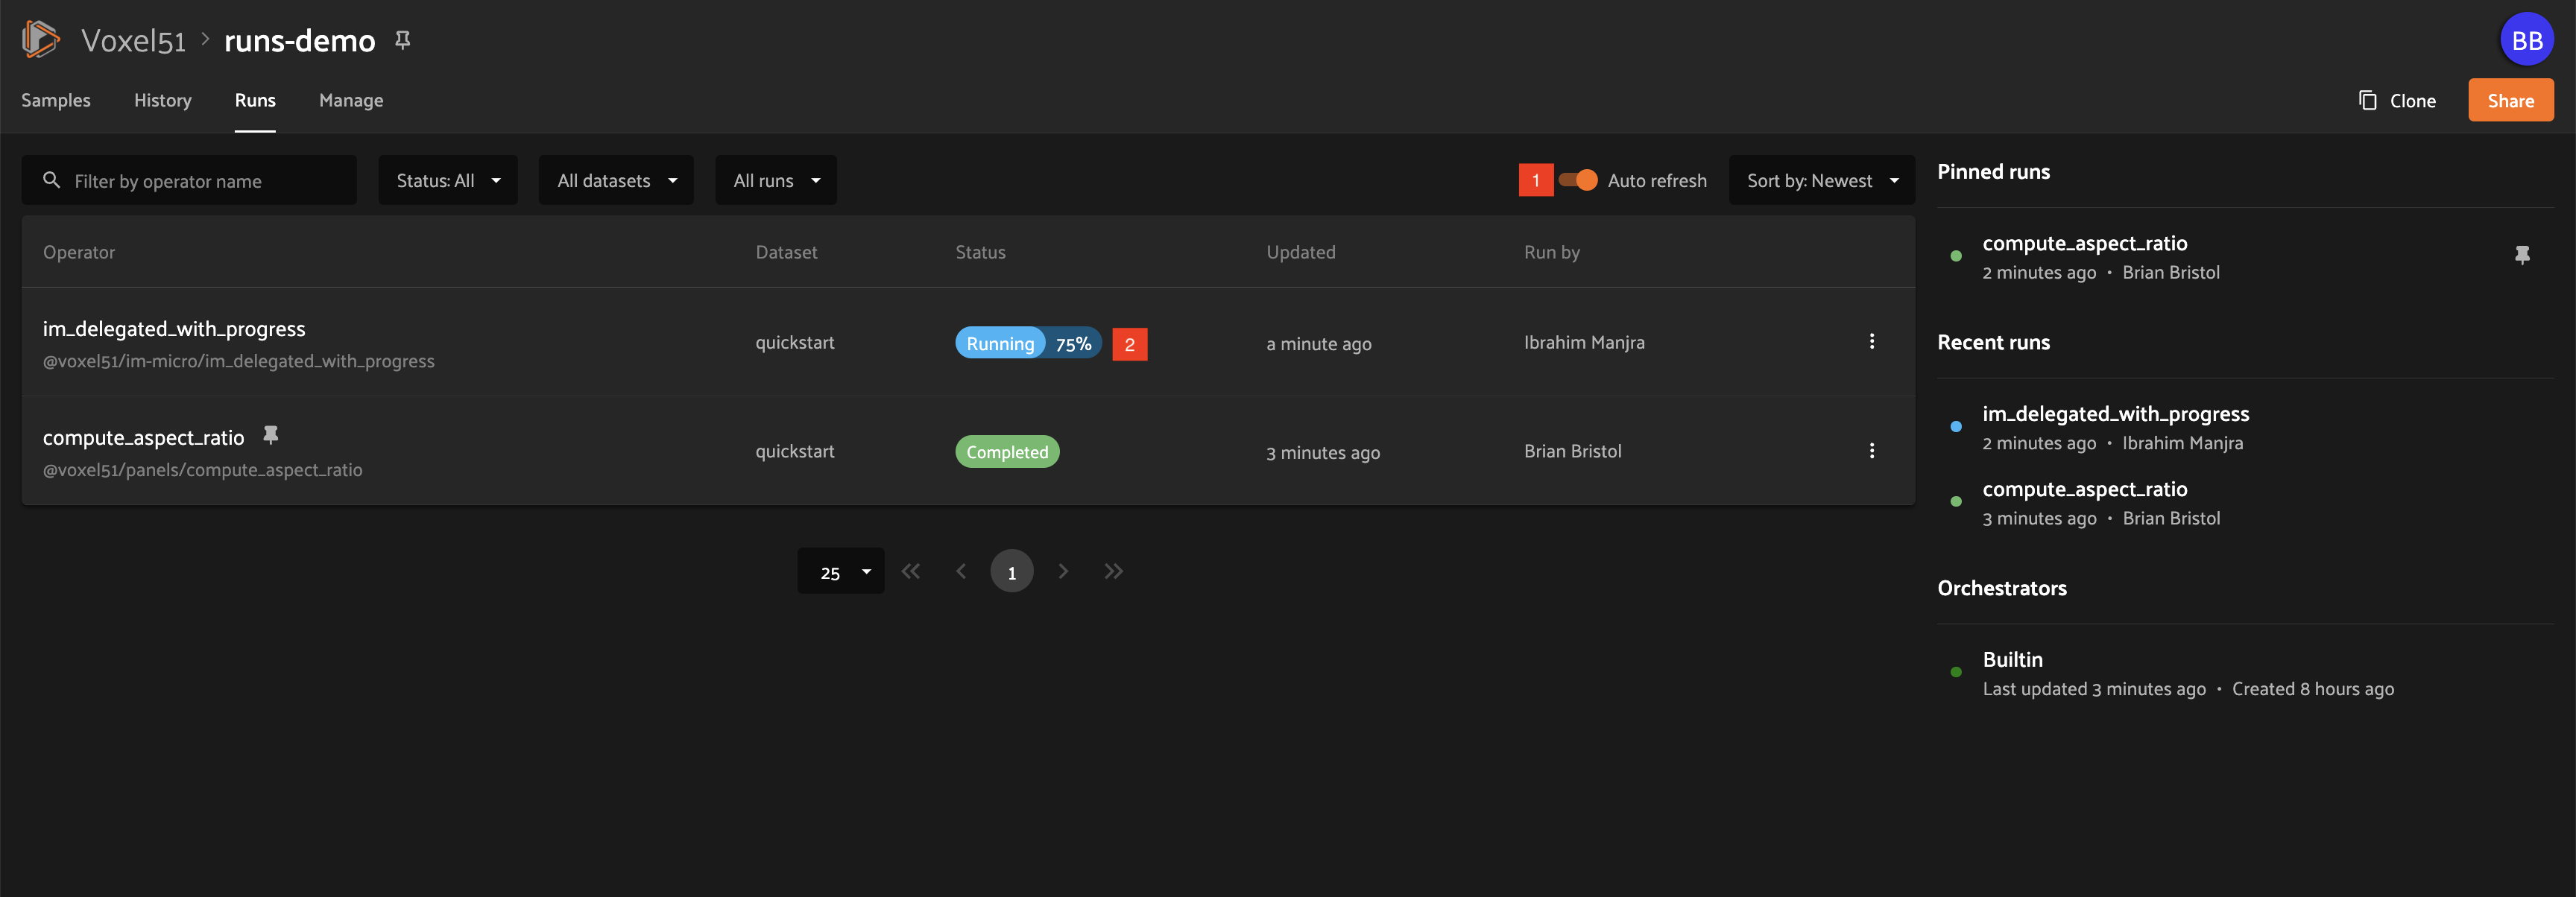 Voxel51 > runs-demo
BB
Samples History Runs Manage
Clone Share
Filter by operator name Status: All All datasets All runs 1 Auto refresh Sort by: Newest
Operator Dataset Status Updated Run by
im_delegated_with_progress
@voxel51/im-micro/im_delegated_with_progress
quickstart Running 75% 2 a minute ago Ibrahim Manjra
compute_aspect_ratio
@voxel51/panels/compute_aspect_ratio
quickstart Completed 3 minutes ago Brian Bristol
25 1
Pinned runs
compute_aspect_ratio
2 minutes ago • Brian Bristol
Recent runs
im_delegated_with_progress
2 minutes ago • Ibrahim Manjra
compute_aspect_ratio
3 minutes ago • Brian Bristol
Orchestrators
Builtin
Last updated 3 minutes ago • Created 8 hours ago